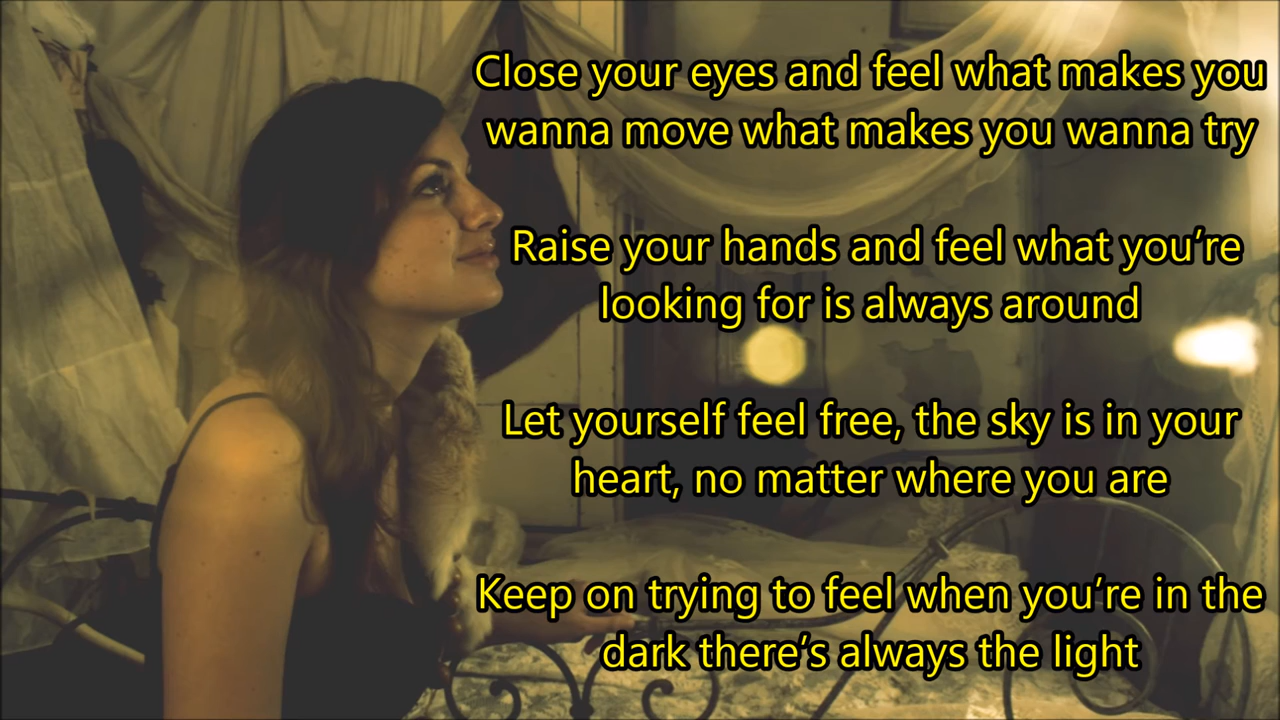 Close your eyes and feel what makes you
wanna move what makes you wanna try
Raise your hands and feel what you’re
looking for is always around
Let yourself feel free, the sky is in your
heart, no matter where you are
Keep on trying to feel when you’re in the
dark there’s always the light